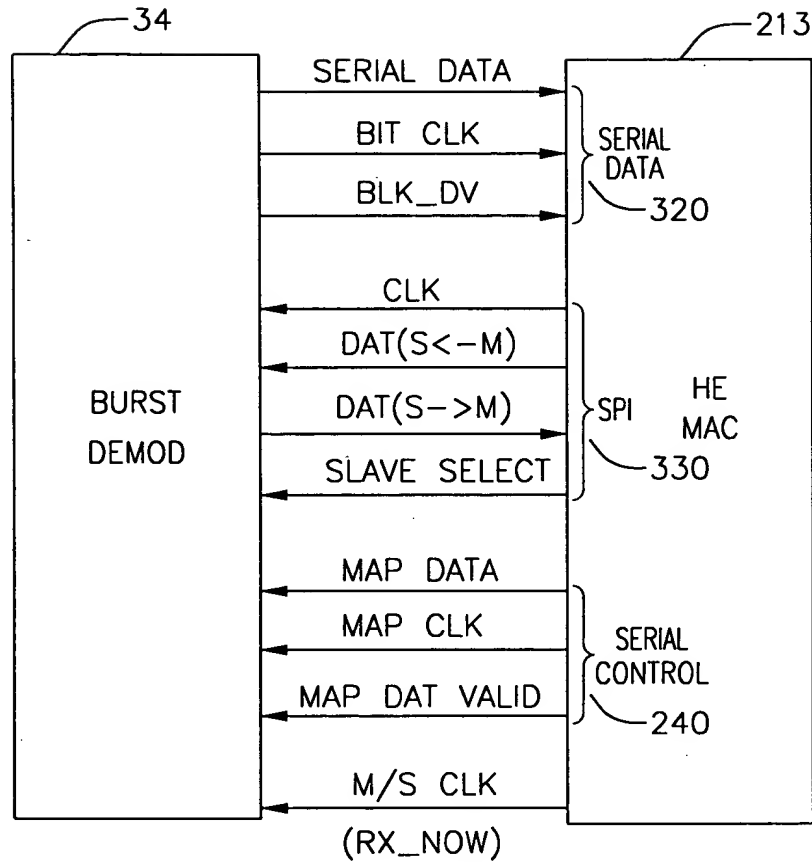 34
213
SERIAL DATA
BIT CLK
BLK_DV
SERIAL
DATA
320
CLK
DAT(S<-M)
DAT(S->M)
SLAVE SELECT
SPI
330
BURST
DEMOD
HE
MAC
MAP DATA
MAP CLK
MAP DAT VALID
SERIAL
CONTROL
240
M/S CLK
(RX_NOW)